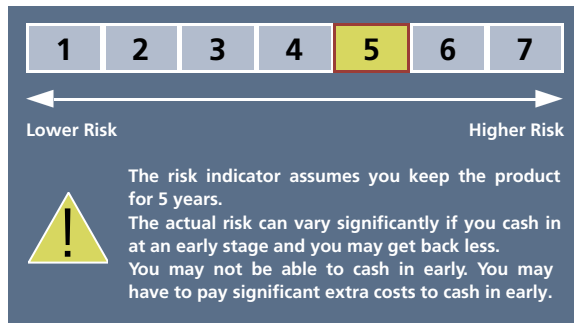 1 2 3 4 5 6 7
Lower Risk Higher Risk
The risk indicator assumes you keep the product
for 5 years.
The actual risk can vary significantly if you cash in
at an early stage and you may get back less.
You may not be able to cash in early. You may
have to pay significant extra costs to cash in early.
!